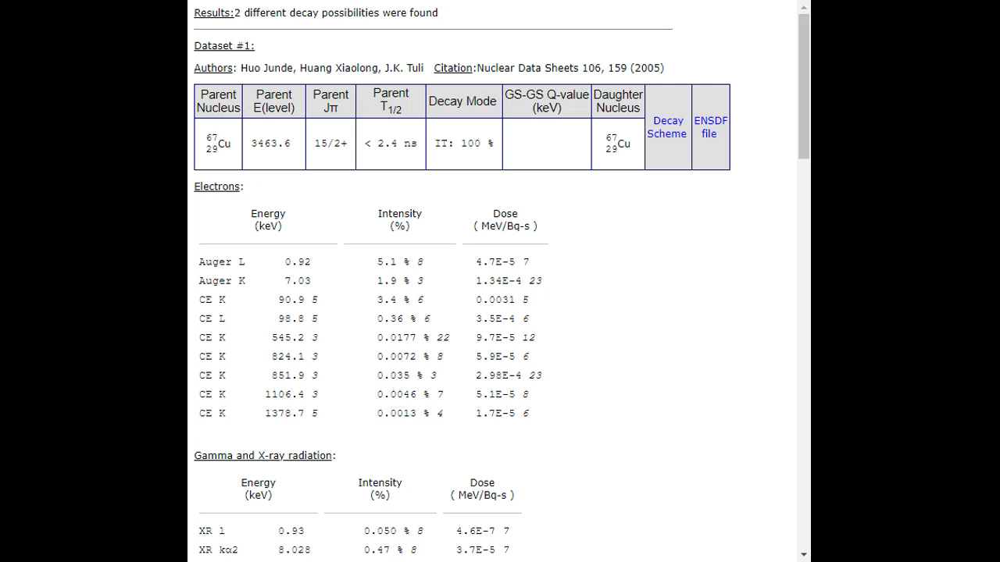 Results:2 different decay possibilities were found
Dataset #1:
Authors: Huo Junde, Huang Xiaolong, J.K. Tuli Citation:Nuclear Data Sheets 106, 159 (2005)
Parent Nucleus Parent E(level) Parent Jπ Parent T1/2 Decay Mode GS-GS Q-value (keV) Daughter Nucleus Decay Scheme ENSDF file
67 29Cu 3463.6 15/2+ < 2.4 ns IT: 100 % 67 29Cu
Electrons:
Energy (keV) Intensity (%) Dose ( MeV/Bq-s )
Auger L 0.92 5.1 % 8 4.7E-5 7
Auger K 7.03 1.9 % 3 1.34E-4 23
CE K 90.9 5 3.4 % 6 0.0031 5
CE L 98.8 5 0.36 % 6 3.5E-4 6
CE K 545.2 3 0.0177 % 22 9.7E-5 12
CE K 824.1 3 0.0072 % 8 5.9E-5 6
CE K 851.9 3 0.035 % 3 2.98E-4 23
CE K 1106.4 3 0.0046 % 7 5.1E-5 8
CE K 1378.7 5 0.0013 % 4 1.7E-5 6
Gamma and X-ray radiation:
Energy (keV) Intensity (%) Dose ( MeV/Bq-s )
XR l 0.93 0.050 % 8 4.6E-7 7
XR kα2 8.028 0.47 % 8 3.7E-5 7